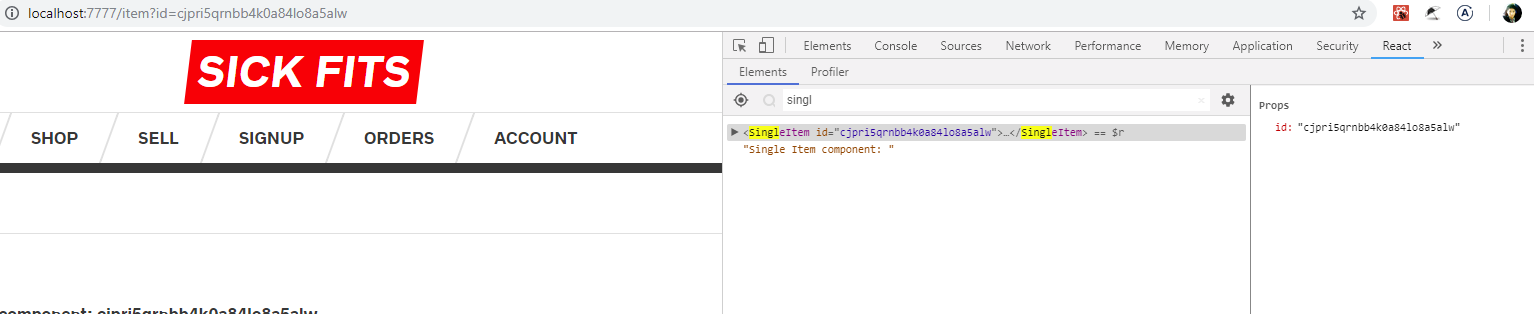 localhost:7777/item?id=cjpri5qrnbb4k0a84lo8a5alw
SICK FITS
SHOP SELL SIGNUP ORDERS ACCOUNT
component: cjpri5qrnbb4k0a84lo8a5alw
Elements Console Sources Network Performance Memory Application Security React »
Elements Profiler
singl
<SingleItem id="cjpri5qrnbb4k0a84lo8a5alw">…</SingleItem> == $r
"Single Item component: "
Props
id: "cjpri5qrnbb4k0a84lo8a5alw"